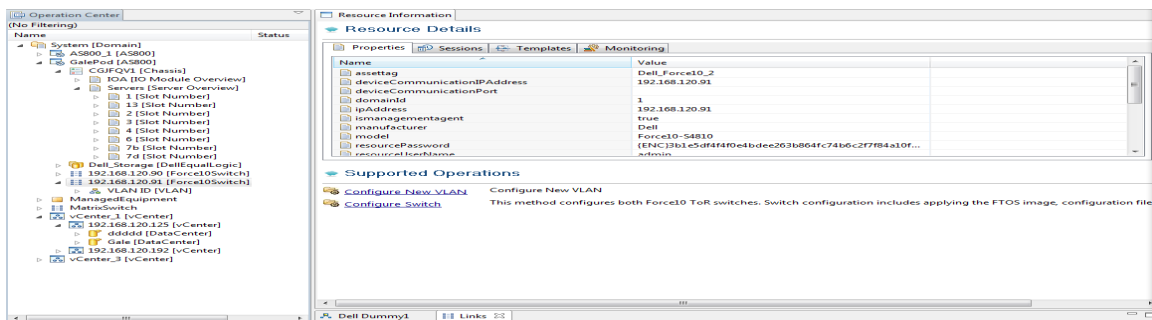 Operation Center
(No Filtering)
Name Status
System [Domain]
AS800_1 [AS800]
GalePod [AS800]
CGJFQV1 [Chassis]
IOA [IO Module Overview]
Servers [Server Overview]
1 [Slot Number]
13 [Slot Number]
2 [Slot Number]
3 [Slot Number]
4 [Slot Number]
6 [Slot Number]
7b [Slot Number]
7d [Slot Number]
Dell_Storage [DellEqualLogic]
192.168.120.90 [Force10Switch]
192.168.120.91 [Force10Switch]
VLAN ID [VLAN]
ManagedEquipment
MatrixSwitch
vCenter_1 [vCenter]
192.168.120.125 [vCenter]
ddddd [DataCenter]
Gale [DataCenter]
192.168.120.192 [vCenter]
vCenter_3 [vCenter]
Resource Information
Resource Details
Properties Sessions Templates Monitoring
Name Value
assettag Dell_Force10_2
deviceCommunicationIPAddress 192.168.120.91
deviceCommunicationPort
domainId 1
ipAddress 192.168.120.91
ismanagementagent true
manufacturer Dell
model Force10-S4810
resourcePassword (ENC)3b1e5df4f4f0e4bdee263b864fc74b6c2f7f84a10f...
resourceUserName admin
Supported Operations
Configure New VLAN Configure New VLAN
Configure Switch This method configures both Force10 ToR switches. Switch configuration includes applying the FTOS image, configuration file
Dell Dummy1 Links